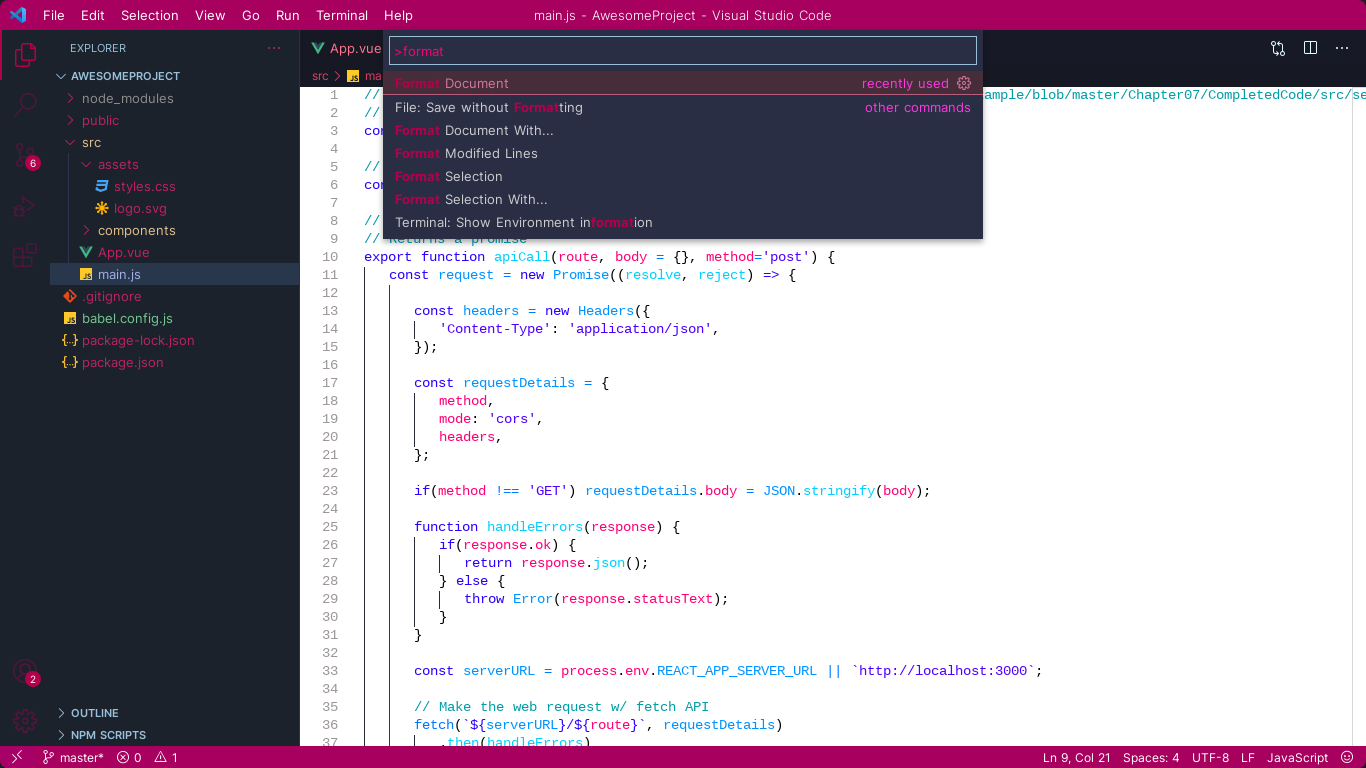 File Edit Selection View Go Run Terminal Help
main.js - AwesomeProject - Visual Studio Code
EXPLORER
AWESOMEPROJECT
node_modules
public
src
assets
styles.css
logo.svg
components
App.vue
main.js
.gitignore
babel.config.js
package-lock.json
package.json
OUTLINE
NPM SCRIPTS
6
2
App.vue
src
JS
>format
Format Document recently used
File: Save without Formatting other commands
Format Document With...
Format Modified Lines
Format Selection
Format Selection With...
Terminal: Show Environment information
1 // ample/blob/master/Chapter07/CompletedCode/src/se
2 //
3
4
5 //
6
7
8 //
9 // Returns a promise
10 export function apiCall(route, body = {}, method='post') {
11 const request = new Promise((resolve, reject) => {
12
13 const headers = new Headers({
14 'Content-Type': 'application/json',
15 });
16
17 const requestDetails = {
18 method,
19 mode: 'cors',
20 headers,
21 };
22
23 if(method !== 'GET') requestDetails.body = JSON.stringify(body);
24
25 function handleErrors(response) {
26 if(response.ok) {
27 return response.json();
28 } else {
29 throw Error(response.statusText);
30 }
31 }
32
33 const serverURL = process.env.REACT_APP_SERVER_URL || `http://localhost:3000`;
34
35 // Make the web request w/ fetch API
36 fetch(`${serverURL}/${route}`, requestDetails)
37 .then(handleErrors)
master* 0 1
Ln 9, Col 21 Spaces: 4 UTF-8 LF JavaScript